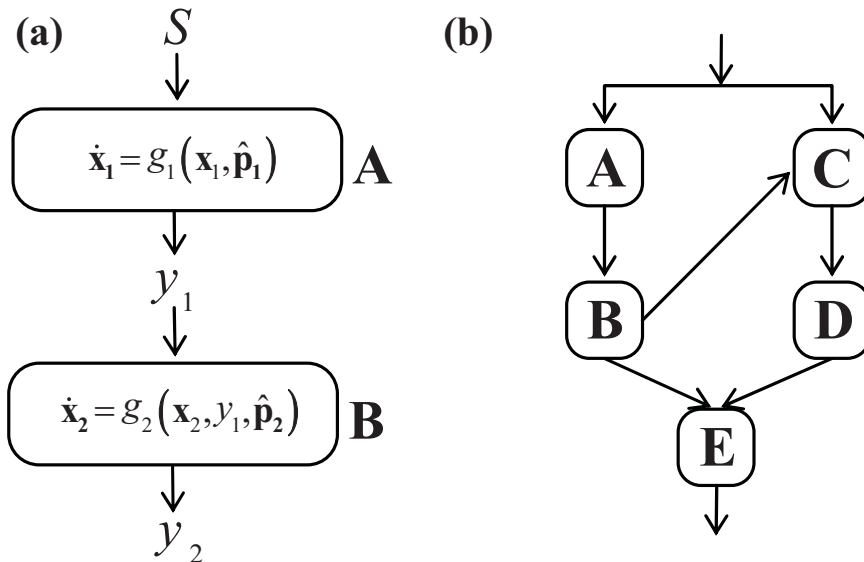 (a)
S
ẋ₁ = g₁(x₁, p̂₁)
A
y₁
ẋ₂ = g₂(x₂, y₁, p̂₂)
B
y₂
(b)
A
C
B
D
E